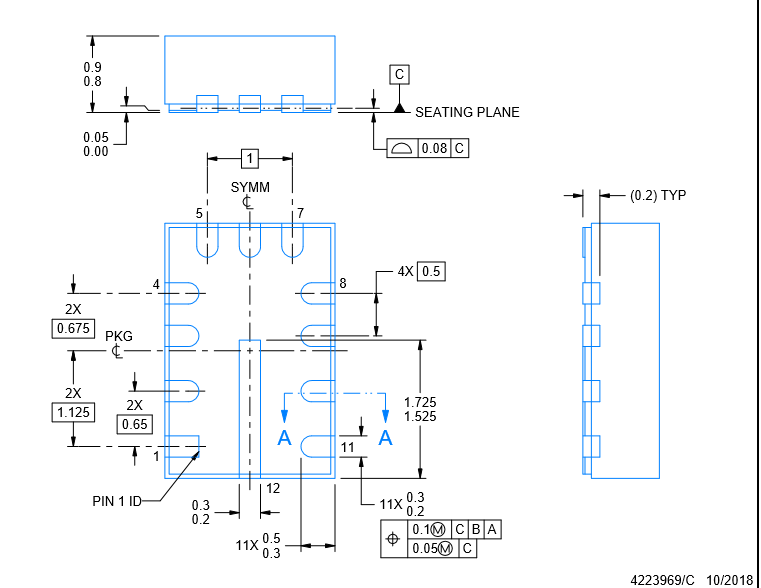 0.9
0.8
C
SEATING PLANE
0.05
0.00
0.08 C
1
SYMM
(0.2) TYP
5
7
4
8
4X 0.5
2X
0.675
PKG
2X
1.125
2X
0.65
1.725
1.525
A
A
1
11
PIN 1 ID
12
0.3
0.2
11X 0.3
0.2
11X 0.5
0.3
0.1Ⓜ C B A
0.05Ⓜ C
4223969/C 10/2018